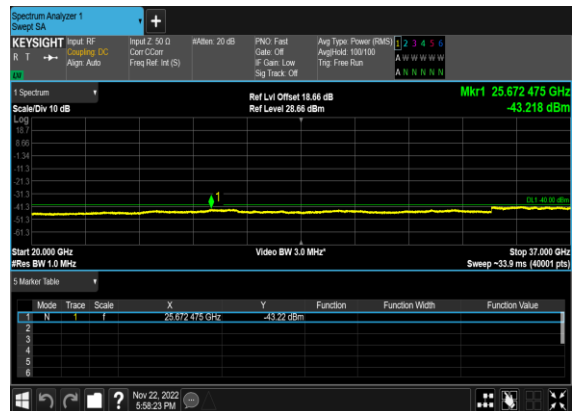 Spectrum Analyzer 1
Swept SA
KEYSIGHT
R T
LW
Input: RF
Coupling: DC
Align: Auto
Input Z: 50 Ω
Corr CCorr
Freq Ref: Int (S)
#Atten: 20 dB
PNO: Fast
Gate: Off
IF Gain: Low
Sig Track: Off
Avg Type: Power (RMS)
Avg|Hold: 100/100
Trig: Free Run
1 2 3 4 5 6
A W W W W W
A N N N N N
1 Spectrum
Scale/Div 10 dB
Ref Lvl Offset 18.66 dB
Ref Level 28.66 dBm
Mkr1 25.672 475 GHz
-43.218 dBm
Log
18.7
8.66
-1.34
-11.3
-21.3
-31.3
-41.3
-51.3
-61.3
1
DL1 -40.00 dBm
Start 20.000 GHz
#Res BW 1.0 MHz
Video BW 3.0 MHz*
Stop 37.000 GHz
Sweep ~33.9 ms (40001 pts)
5 Marker Table
Mode Trace Scale X Y Function Function Width Function Value
1 N 1 f 25.672 475 GHz -43.22 dBm
2
3
4
5
6
?
Nov 22, 2022
5:58:23 PM